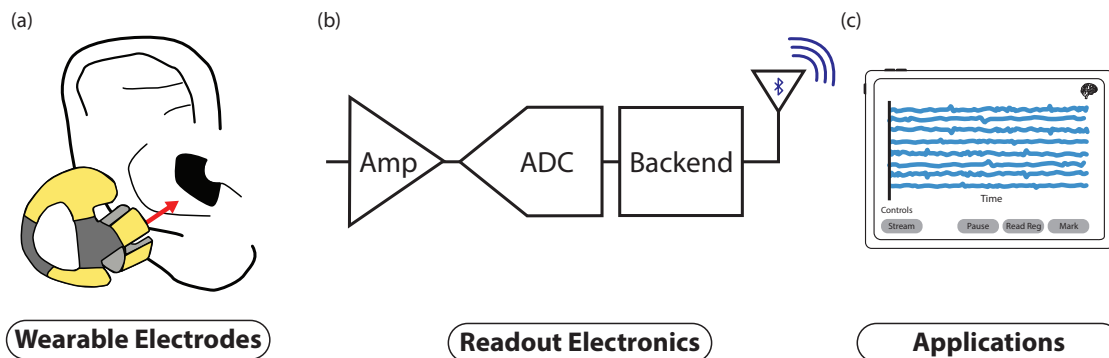 (a)
(b)
(c)
Amp
ADC
Backend
Time
Controls
Stream
Pause
Read Reg
Mark
Wearable Electrodes
Readout Electronics
Applications